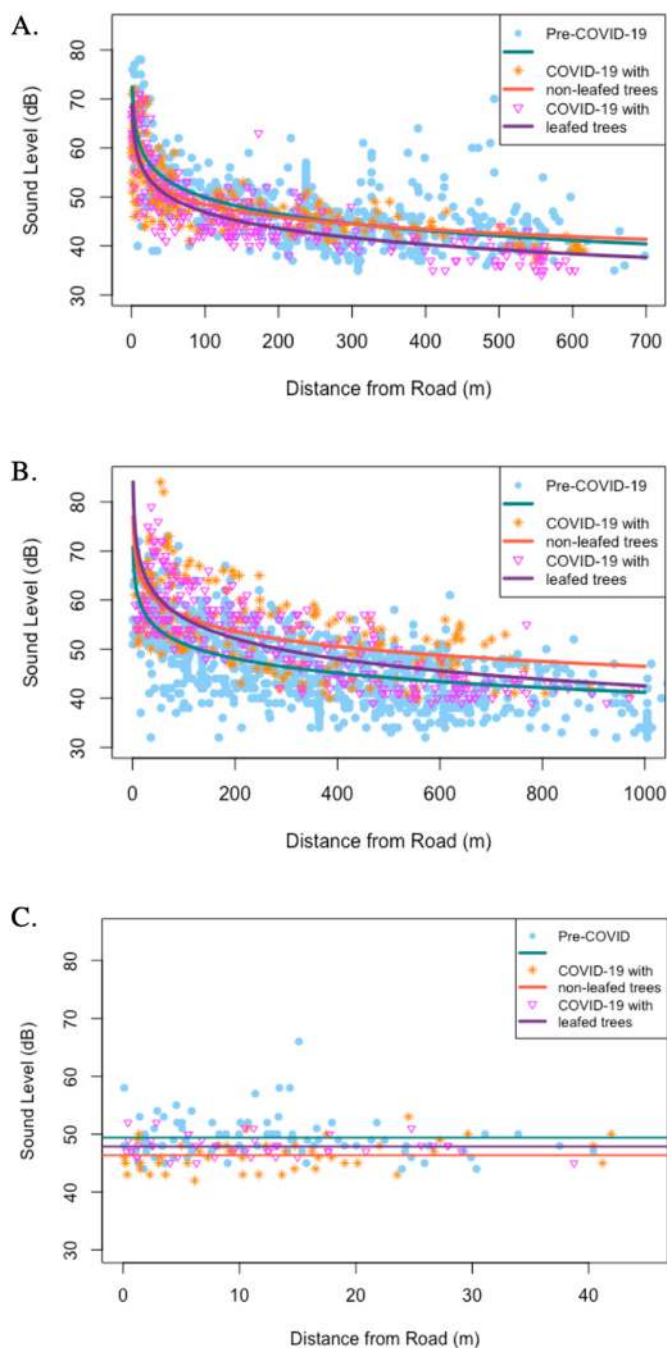 A.
Pre-COVID-19
COVID-19 with
non-leafed trees
COVID-19 with
leafed trees
80
70
60
50
40
30
Sound Level (dB)
0 100 200 300 400 500 600 700
Distance from Road (m)
B.
Pre-COVID-19
COVID-19 with
non-leafed trees
COVID-19 with
leafed trees
80
70
60
50
40
30
Sound Level (dB)
0 200 400 600 800 1000
Distance from Road (m)
C.
Pre-COVID
COVID-19 with
non-leafed trees
COVID-19 with
leafed trees
80
70
60
50
40
30
Sound Level (dB)
0 10 20 30 40
Distance from Road (m)